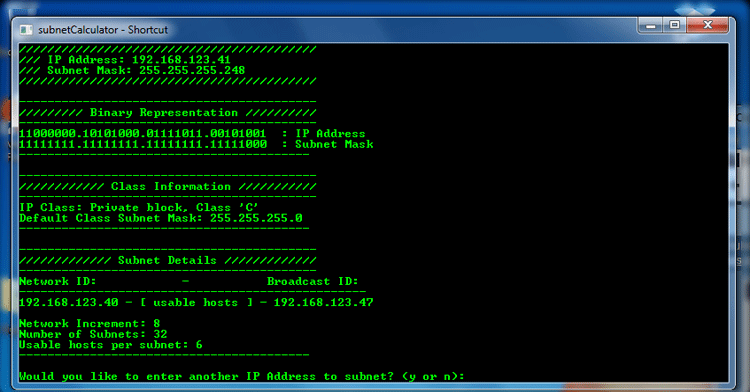 subnetCalculator - Shortcut
//////////////////////////////////////////
/// IP Address: 192.168.123.41
/// Subnet Mask: 255.255.255.248
//////////////////////////////////////////
------------------------------------------
///////// Binary Representation //////////
------------------------------------------
11000000.10101000.01111011.00101001 : IP Address
11111111.11111111.11111111.11111000 : Subnet Mask
-----------------------------------------
------------------------------------------
//////////// Class Information ///////////
------------------------------------------
IP Class: Private block, Class 'C'
Default Class Subnet Mask: 255.255.255.0
-----------------------------------------
------------------------------------------
///////////// Subnet Details /////////////
------------------------------------------
Network ID: - Broadcast ID:
-------------------------------------------------
192.168.123.40 - [ usable hosts ] - 192.168.123.47
Network Increment: 8
Number of Subnets: 32
Usable hosts per subnet: 6
-----------------------------------------
Would you like to enter another IP Address to subnet? (y or n):